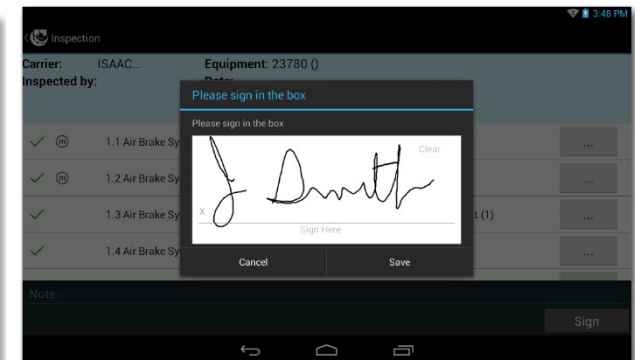 3:48 PM
Inspection
Carrier: ISAAC... Equipment: 23780 ()
Inspected by: Date:
Please sign in the box
Please sign in the box
Clear
J Smith
x
Sign Here
Cancel Save
m 1.1 Air Brake Sy ...
m 1.2 Air Brake Sy ...
1.3 Air Brake Sy t.(1) ...
1.4 Air Brake Sy ...
Note
Sign